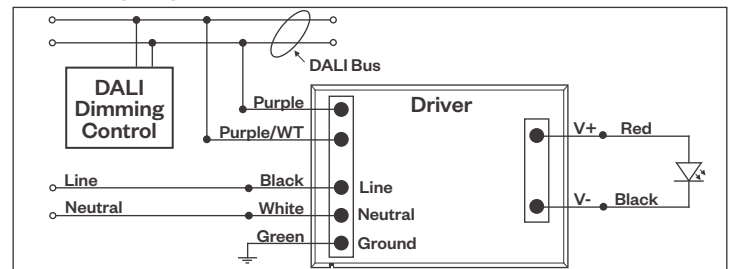 DALI Bus
DALI
Dimming
Control
Driver
Purple
Purple/WT
V+ Red
Line Black Line
Neutral White Neutral
V- Black
Green Ground